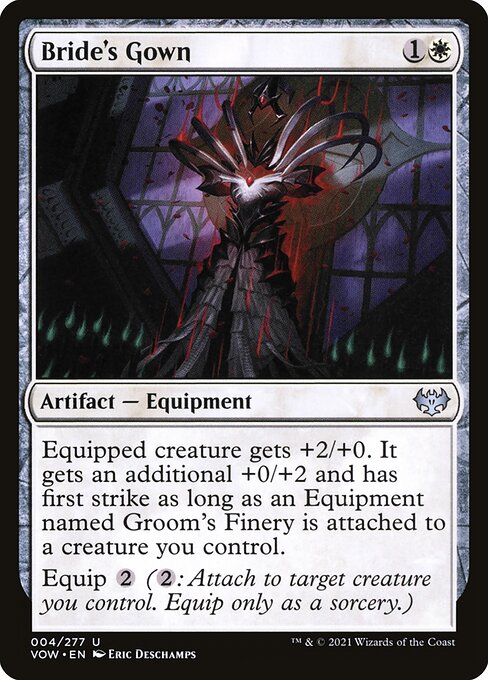 Bride's Gown 1
Artifact — Equipment
Equipped creature gets +2/+0. It
gets an additional +0/+2 and has
first strike as long as an Equipment
named Groom's Finery is attached to
a creature you control.
Equip 2 (2: Attach to target creature
you control. Equip only as a sorcery.)
004/277 U
VOW • EN Eric Deschamps
™ & © 2021 Wizards of the Coast